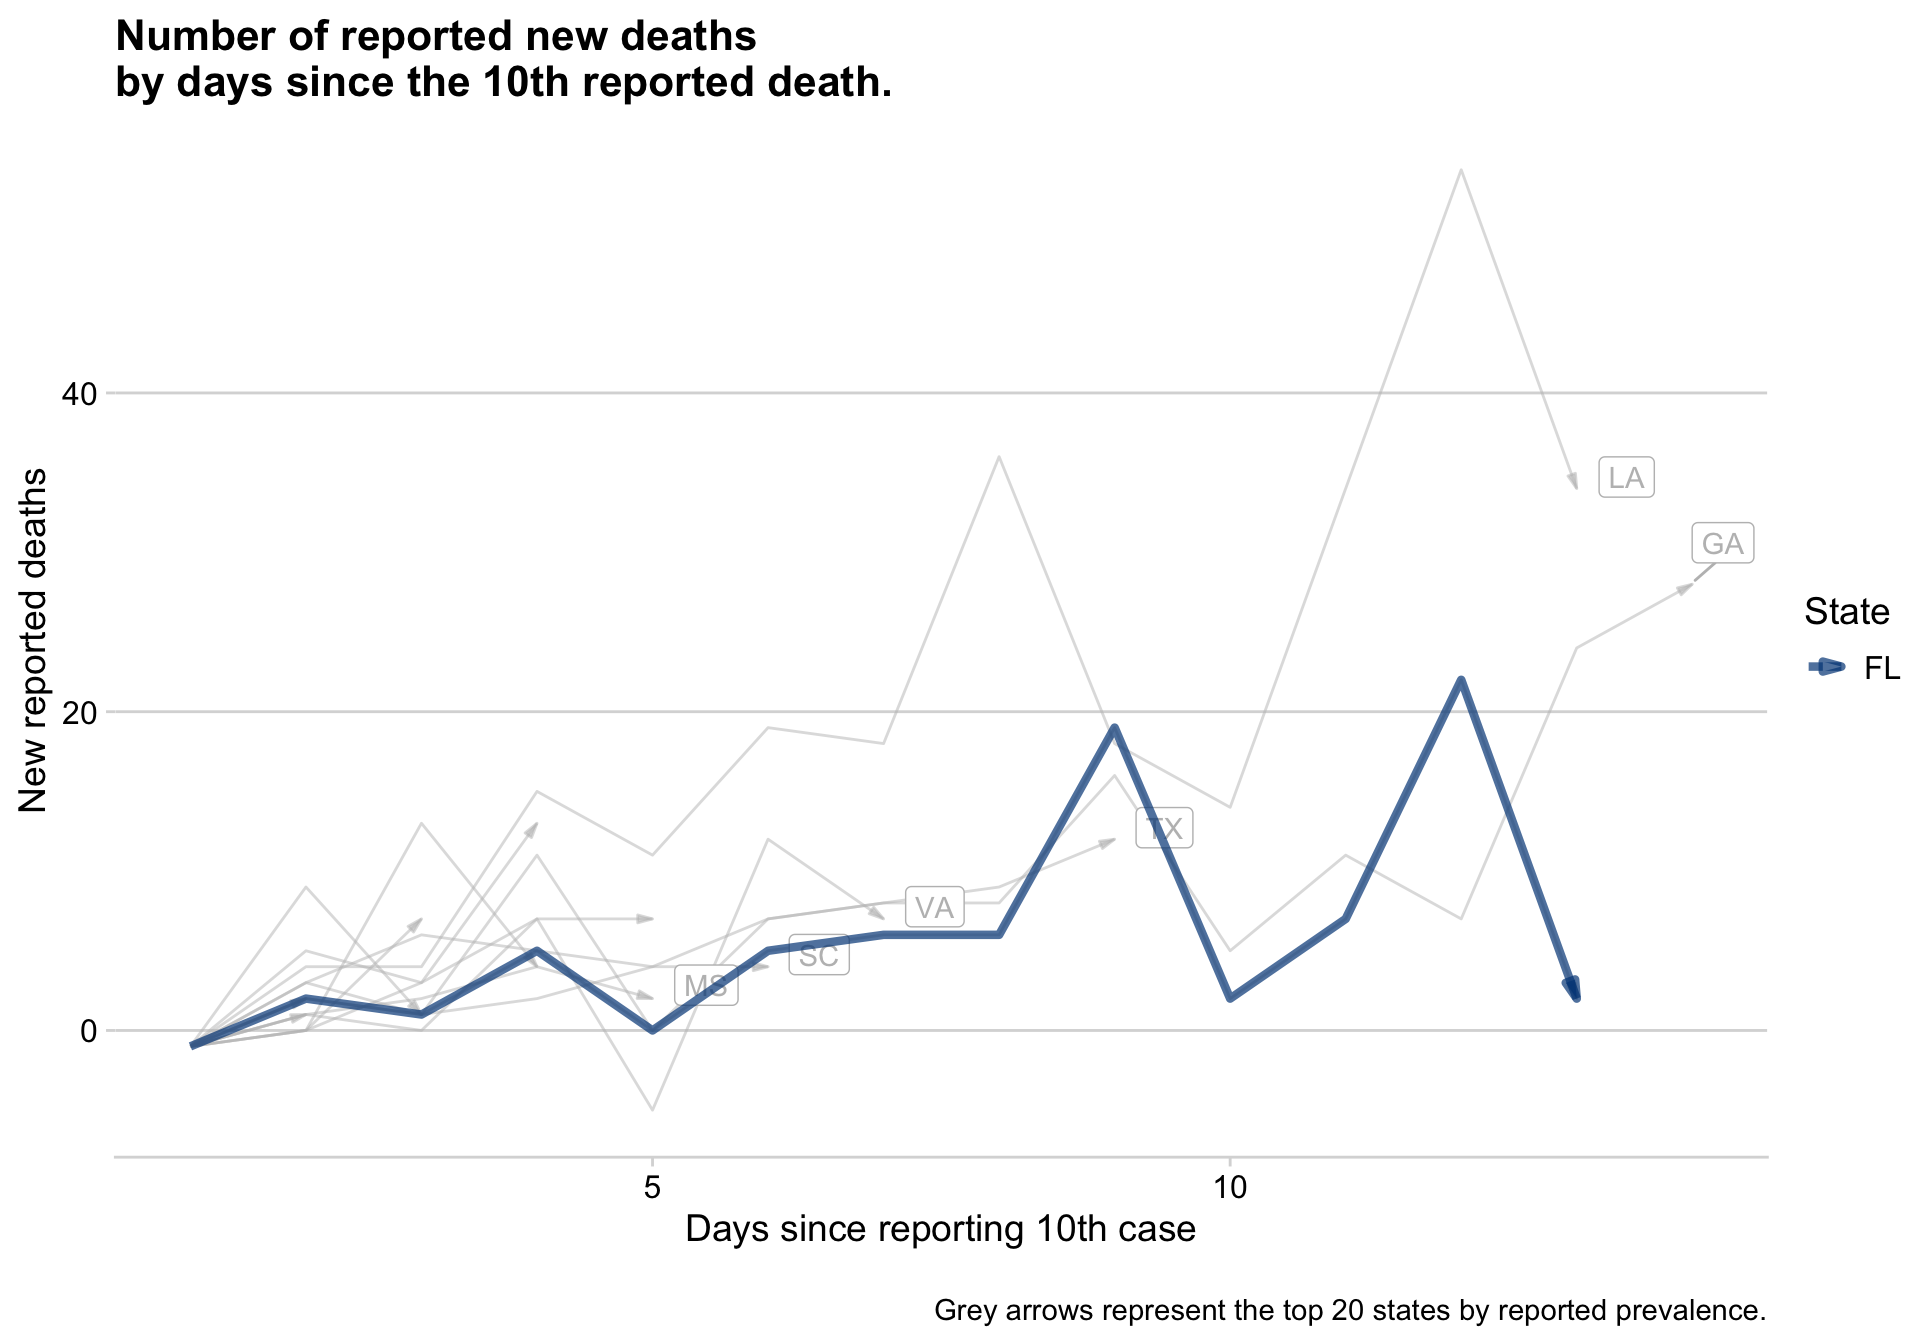 Number of reported new deaths
by days since the 10th reported death.
New reported deaths
40
20
0
LA
GA
TX
VA
SC
MS
State
FL
5
10
Days since reporting 10th case
Grey arrows represent the top 20 states by reported prevalence.